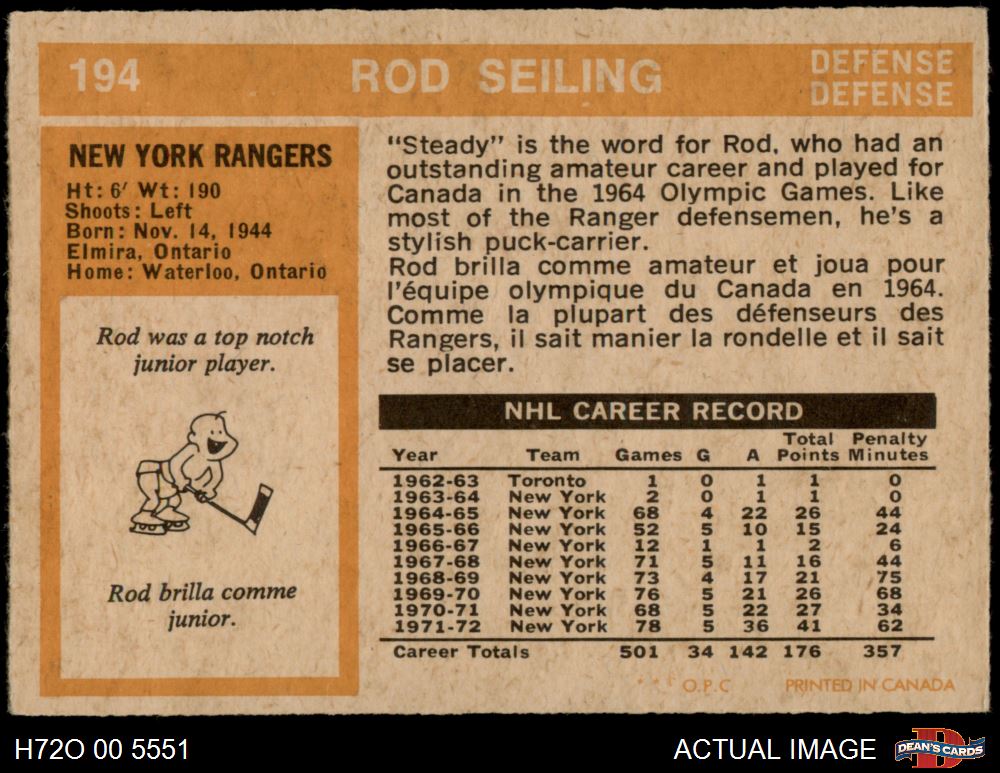 194 ROD SEILING DEFENSE
DEFENSE
NEW YORK RANGERS
Ht: 6' Wt: 190
Shoots: Left
Born: Nov. 14, 1944
Elmira, Ontario
Home: Waterloo, Ontario
Rod was a top notch
junior player.
Rod brilla comme
junior.
"Steady" is the word for Rod, who had an
outstanding amateur career and played for
Canada in the 1964 Olympic Games. Like
most of the Ranger defensemen, he's a
stylish puck-carrier.
Rod brilla comme amateur et joua pour
l'équipe olympique du Canada en 1964.
Comme la plupart des défenseurs des
Rangers, il sait manier la rondelle et il sait
se placer.
NHL CAREER RECORD
Total Penalty
Year Team Games G A Points Minutes
1962-63 Toronto 1 0 1 1 0
1963-64 New York 2 0 1 1 0
1964-65 New York 68 4 22 26 44
1965-66 New York 52 5 10 15 24
1966-67 New York 12 1 1 2 6
1967-68 New York 71 5 11 16 44
1968-69 New York 73 4 17 21 75
1969-70 New York 76 5 21 26 68
1970-71 New York 68 5 22 27 34
1971-72 New York 78 5 36 41 62
Career Totals 501 34 142 176 357
* * * O.P.C PRINTED IN CANADA
H72O 00 5551 ACTUAL IMAGE DEAN'S CARDS